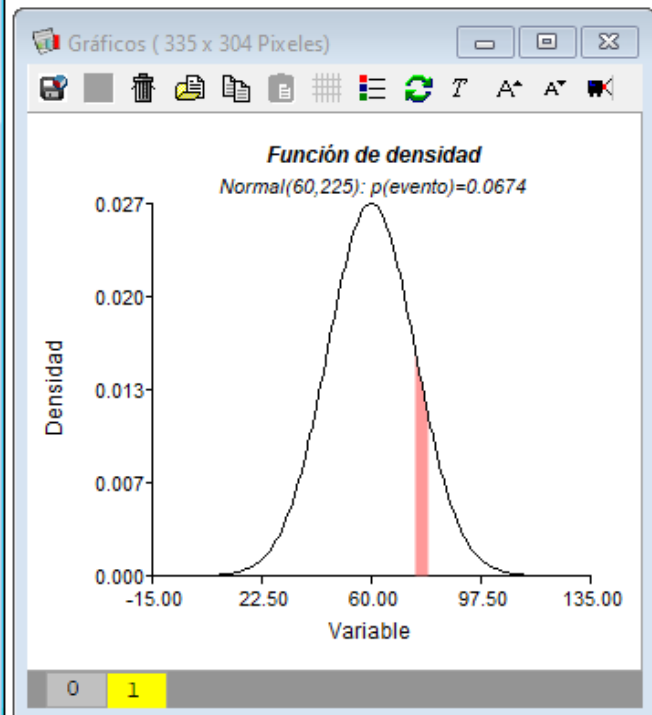 Gráficos ( 335 x 304 Pixeles)
T A A
Función de densidad
Normal(60,225): p(evento)=0.0674
0.027
0.020
0.013
0.007
0.000
Densidad
-15.00 22.50 60.00 97.50 135.00
Variable
0 1